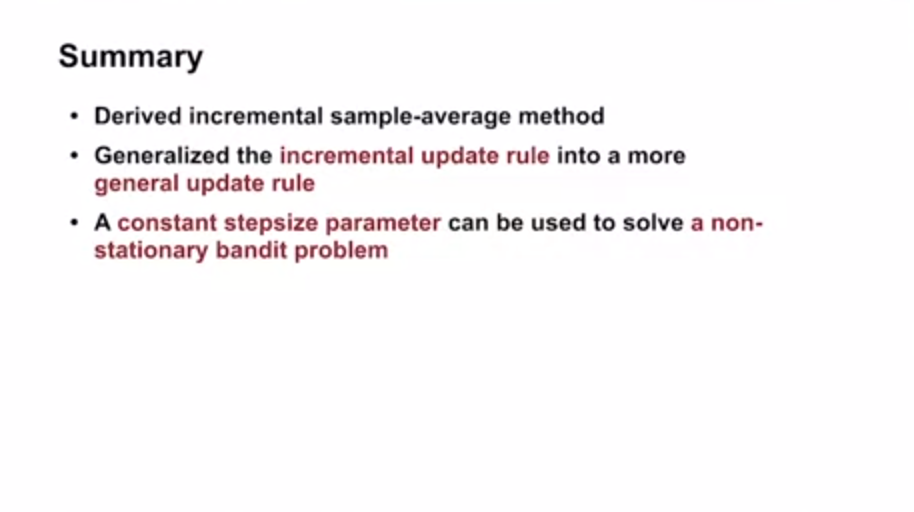 Summary
• Derived incremental sample-average method
• Generalized the incremental update rule into a more
general update rule
• A constant stepsize parameter can be used to solve a non-
stationary bandit problem